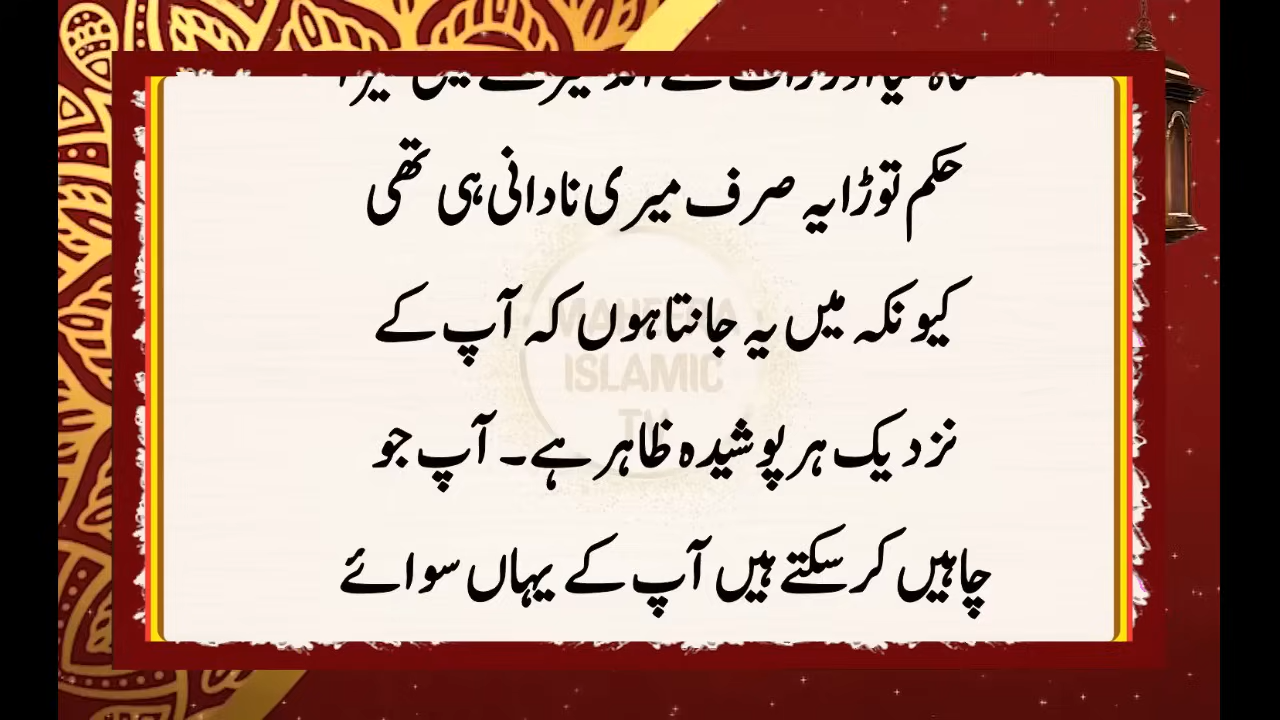 حکم توڑا یہ صرف میری نادانی ہی تھی
کیونکہ میں یہ جانتا ہوں کہ آپ کے
نزدیک ہر پوشیدہ ظاہر ہے۔ آپ جو
چاہیں کر سکتے ہیں آپ کے یہاں سوائے
ISLAMIC